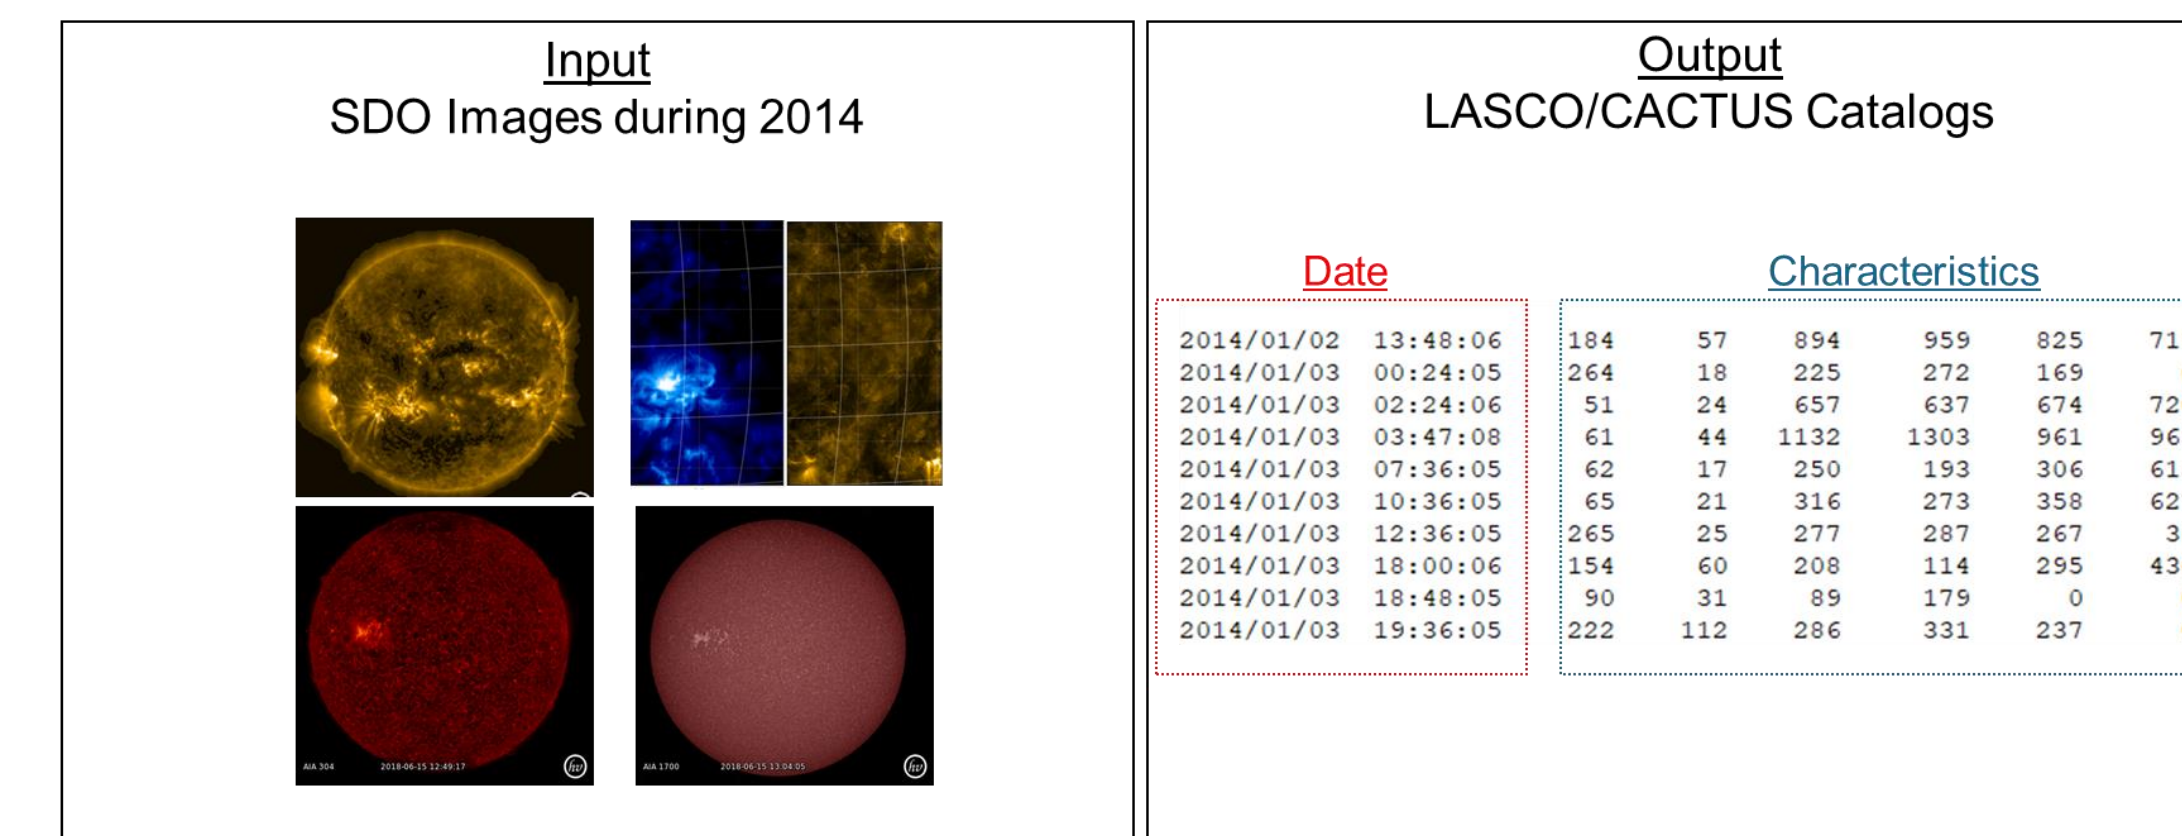 Input
SDO Images during 2014
AIA 304 2018-06-15 12:49:17
AIA 1700 2018-06-15 13:04:05
Output
LASCO/CACTUS Catalogs
Date Characteristics
2014/01/02 13:48:06 184 57 894 959 825 71
2014/01/03 00:24:05 264 18 225 272 169
2014/01/03 02:24:06 51 24 657 637 674 72
2014/01/03 03:47:08 61 44 1132 1303 961 96
2014/01/03 07:36:05 62 17 250 193 306 61
2014/01/03 10:36:05 65 21 316 273 358 62
2014/01/03 12:36:05 265 25 277 287 267 3
2014/01/03 18:00:06 154 60 208 114 295 43
2014/01/03 18:48:05 90 31 89 179 0
2014/01/03 19:36:05 222 112 286 331 237